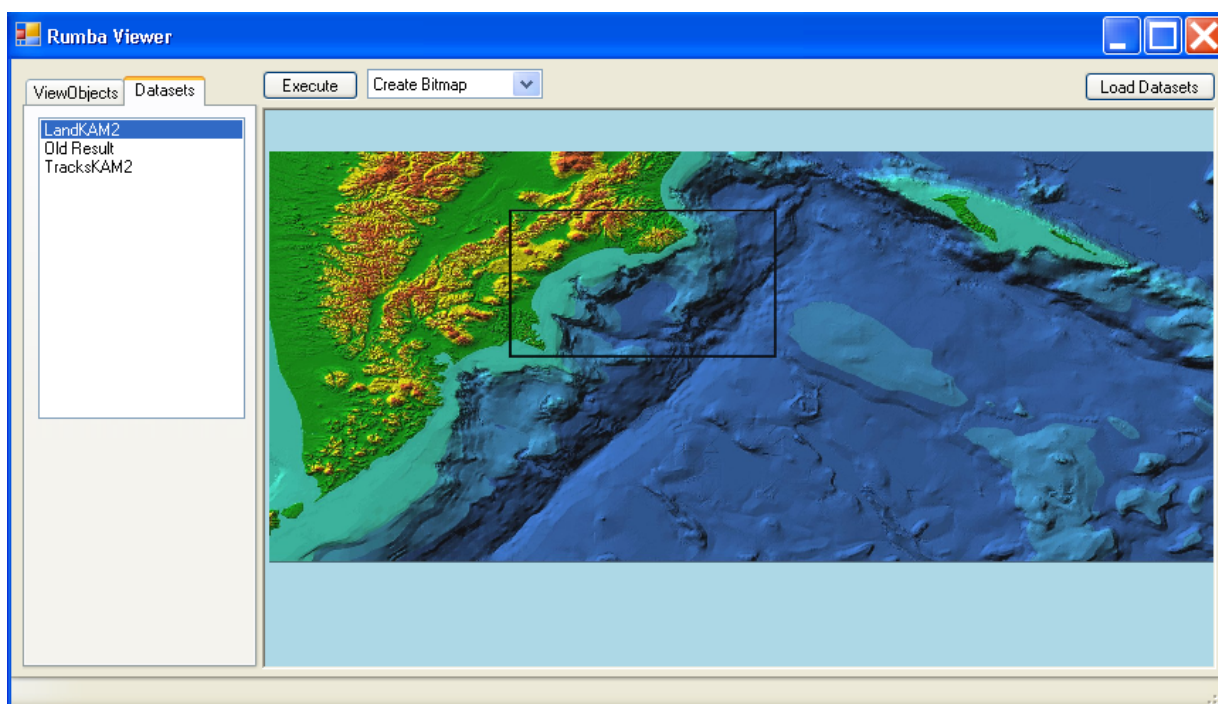 Rumba Viewer
ViewObjects Datasets
Execute Create Bitmap Load Datasets
LandKAM2
Old Result
TracksKAM2